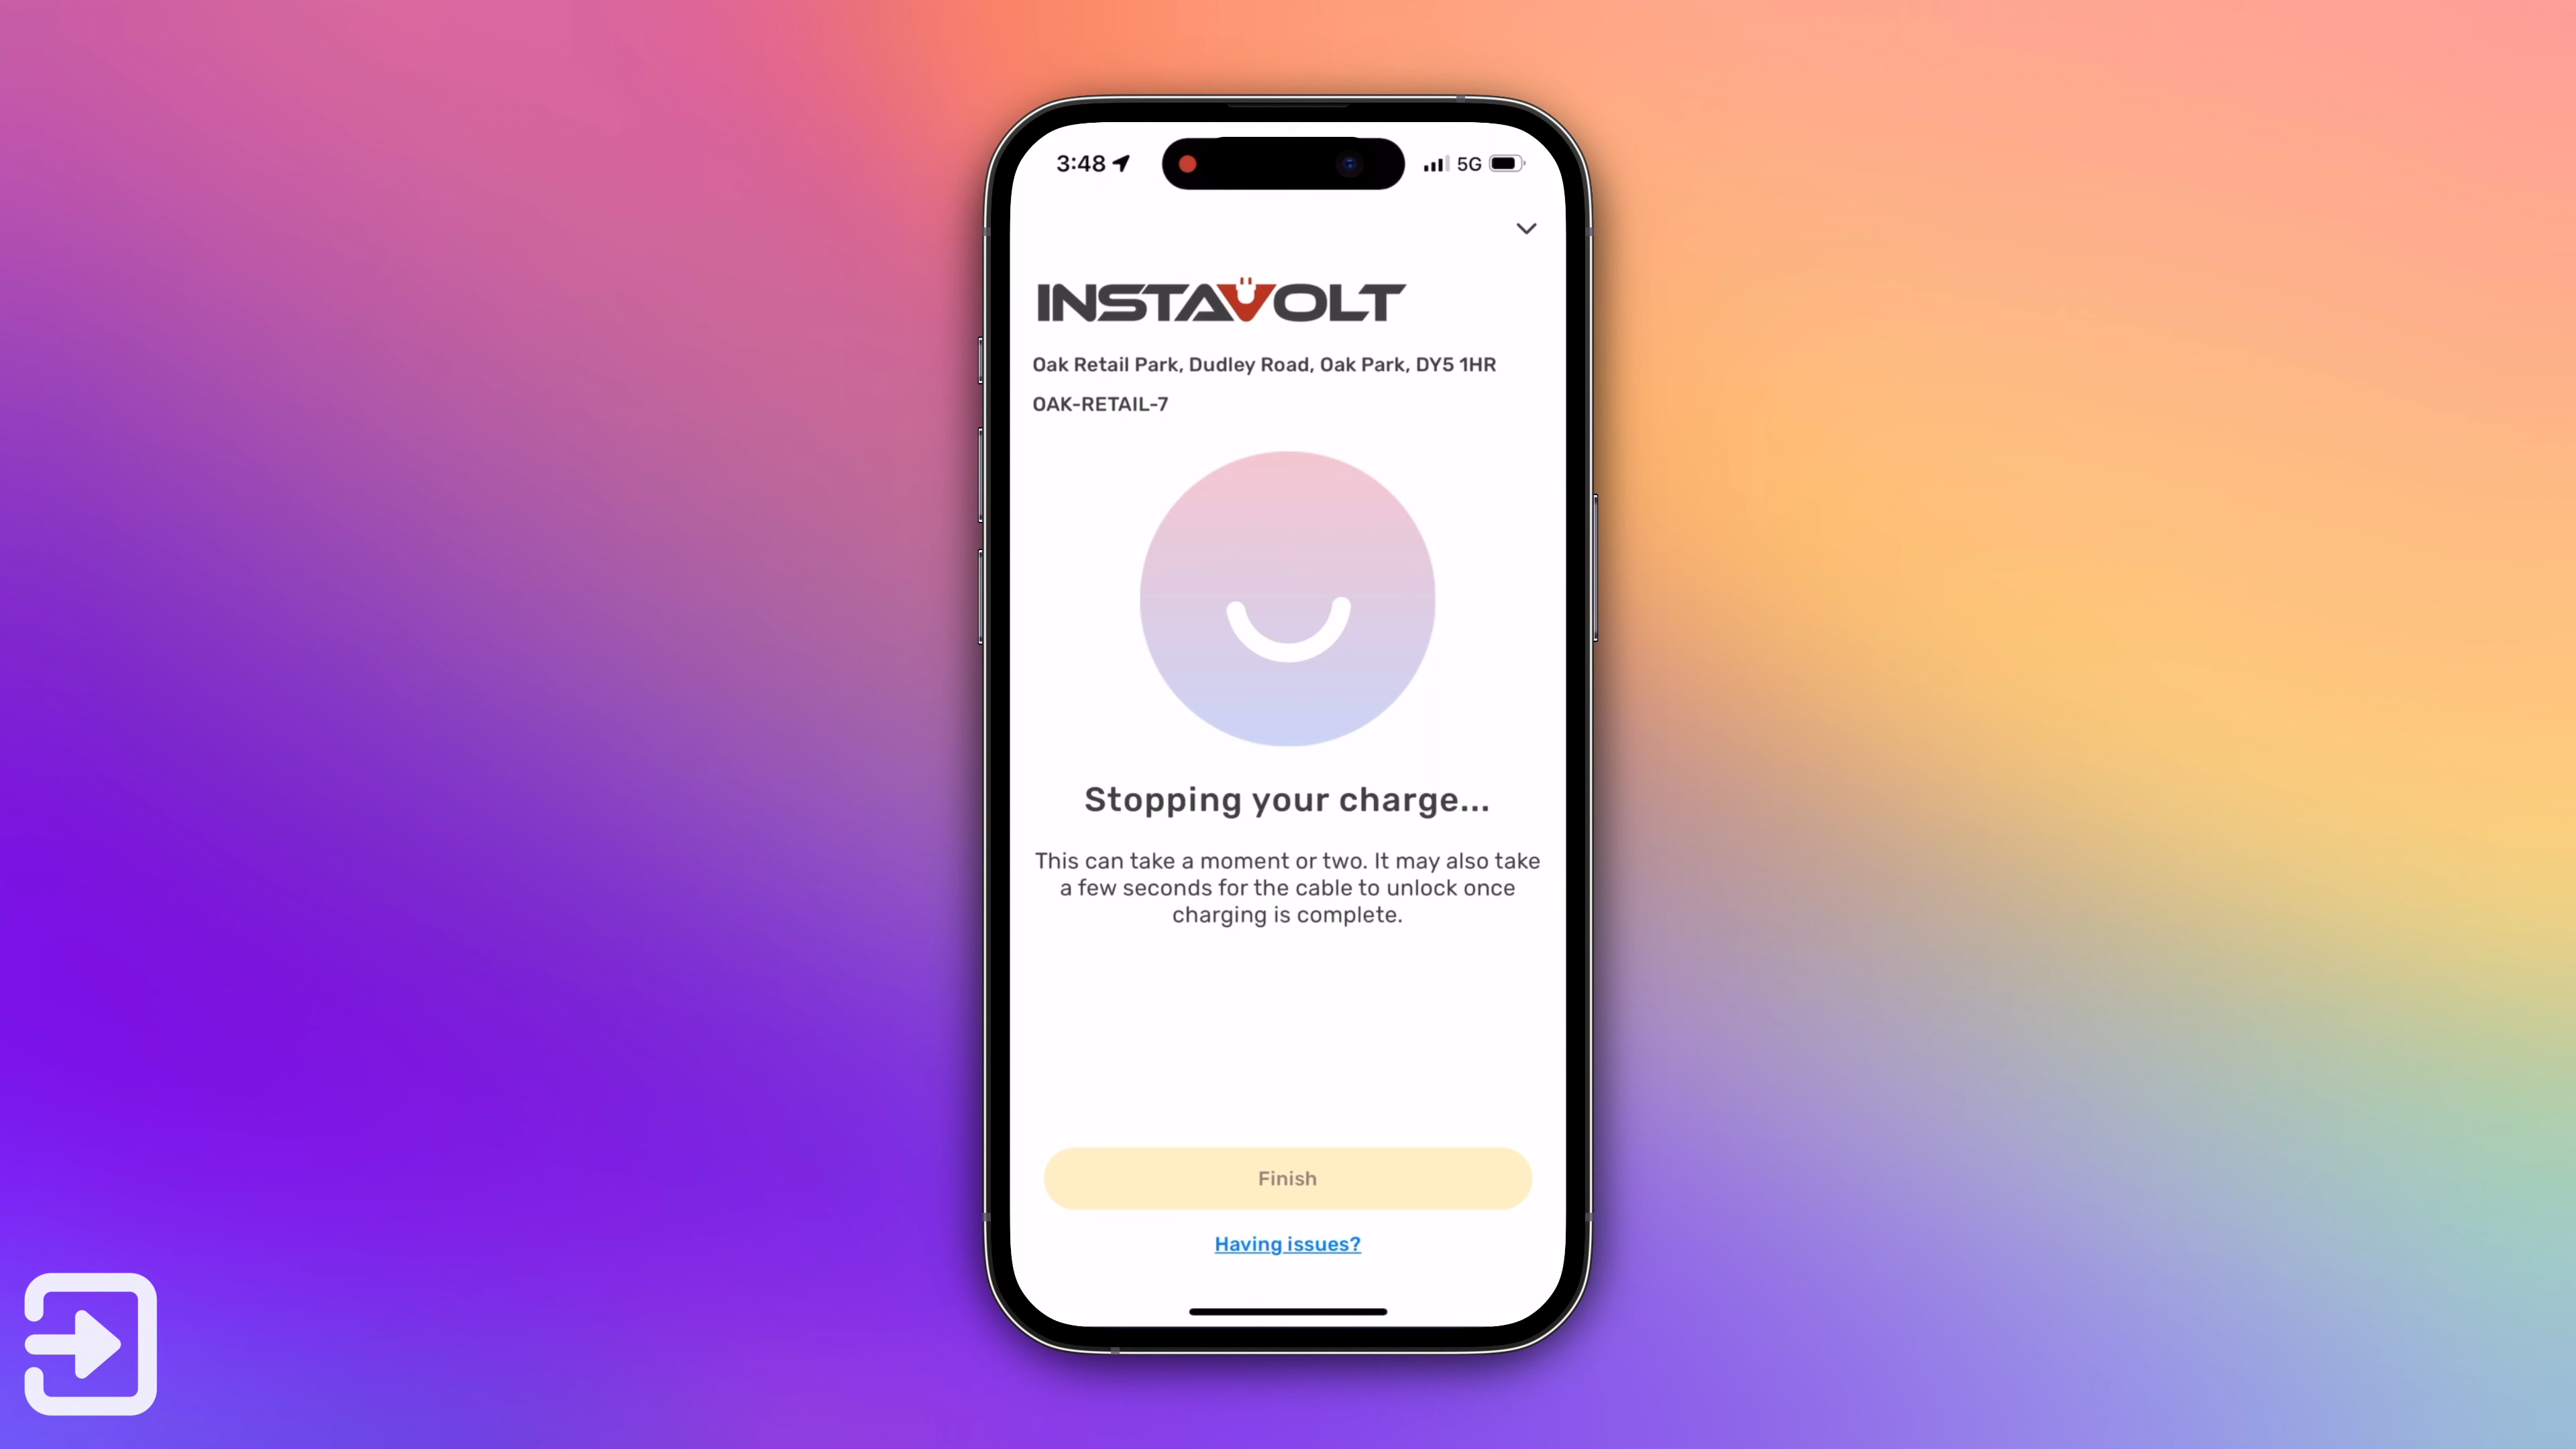 3:48
5G
INSTAVOLT
Oak Retail Park, Dudley Road, Oak Park, DY5 1HR
OAK-RETAIL-7
Stopping your charge...
This can take a moment or two. It may also take
a few seconds for the cable to unlock once
charging is complete.
Finish
Having issues?